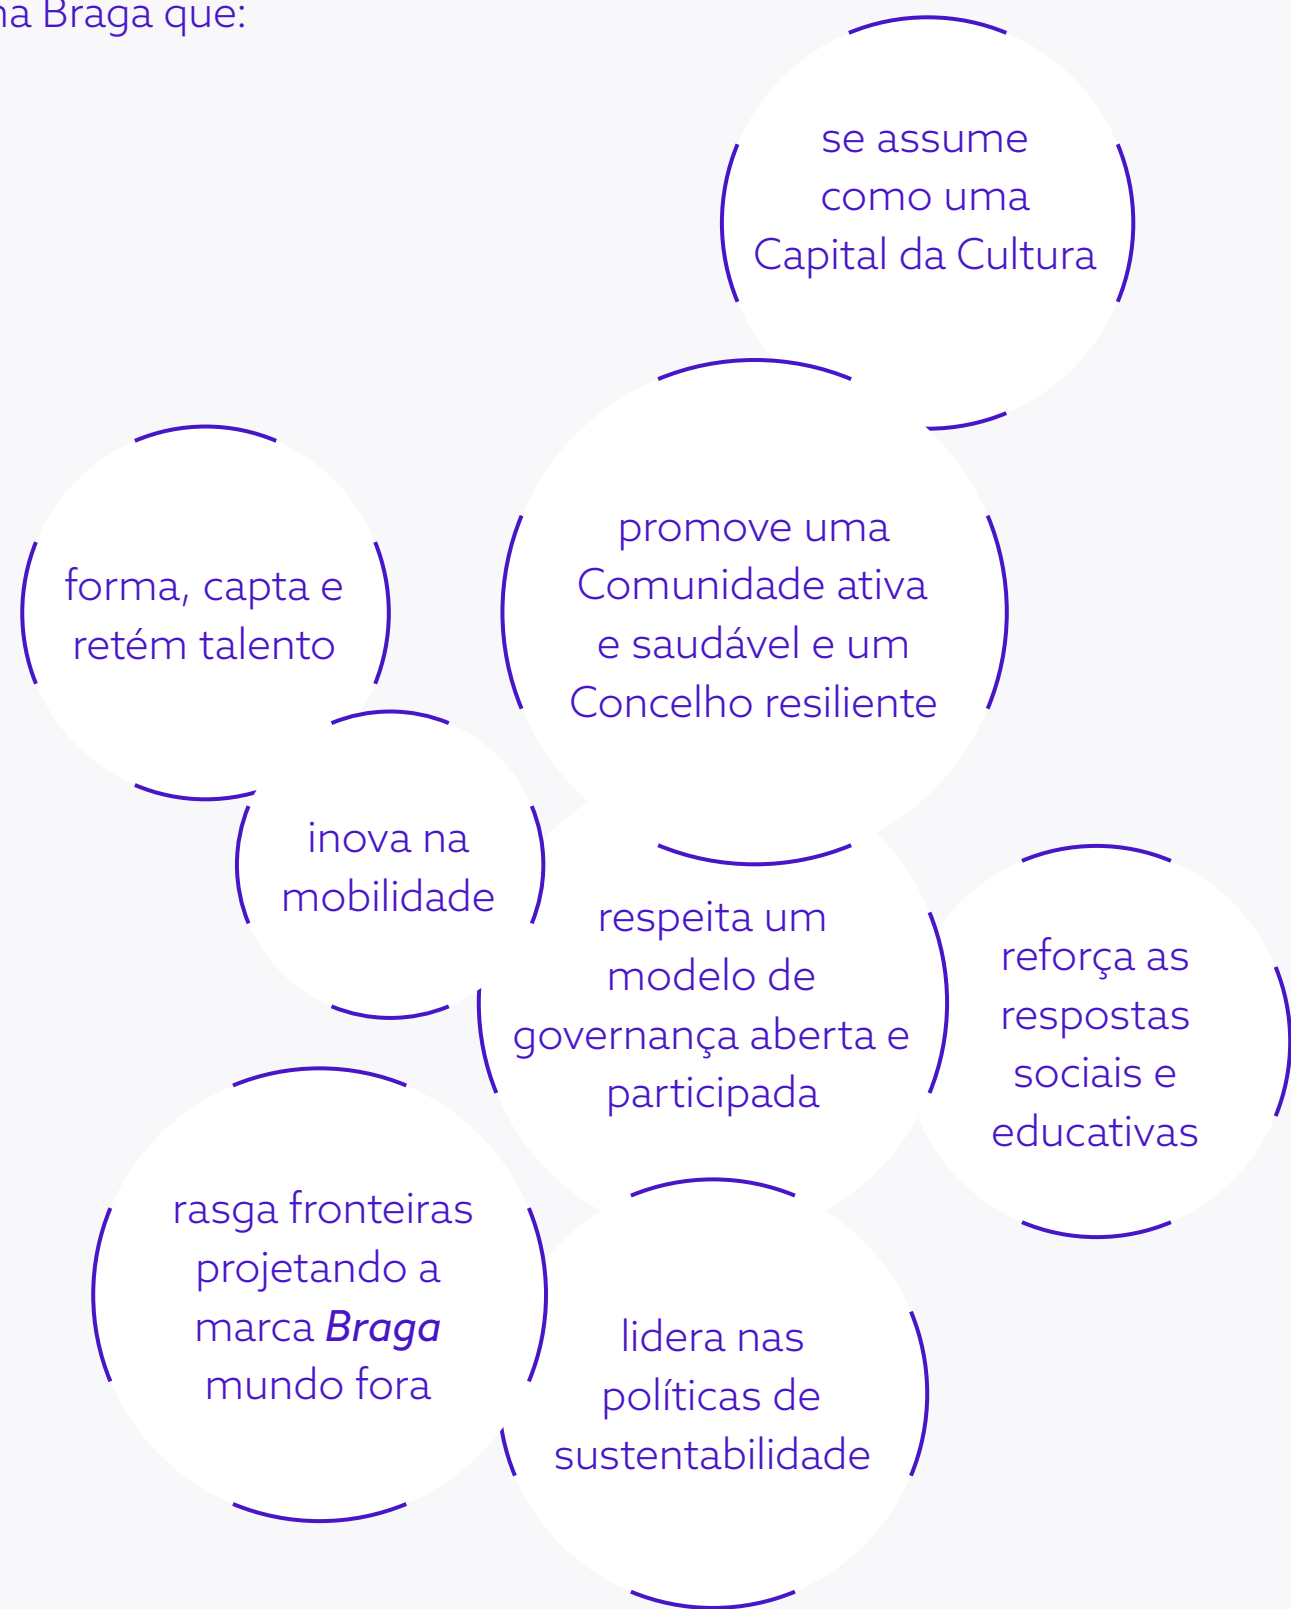 na Braga que:
se assume
como uma
Capital da Cultura
forma, capta e
retém talento
promove uma
Comunidade ativa
e saudável e um
Concelho resiliente
inova na
mobilidade
respeita um
modelo de
governança aberta e
participada
reforça as
respostas
sociais e
educativas
rasga fronteiras
projetando a
marca Braga
mundo fora
lidera nas
políticas de
sustentabilidade